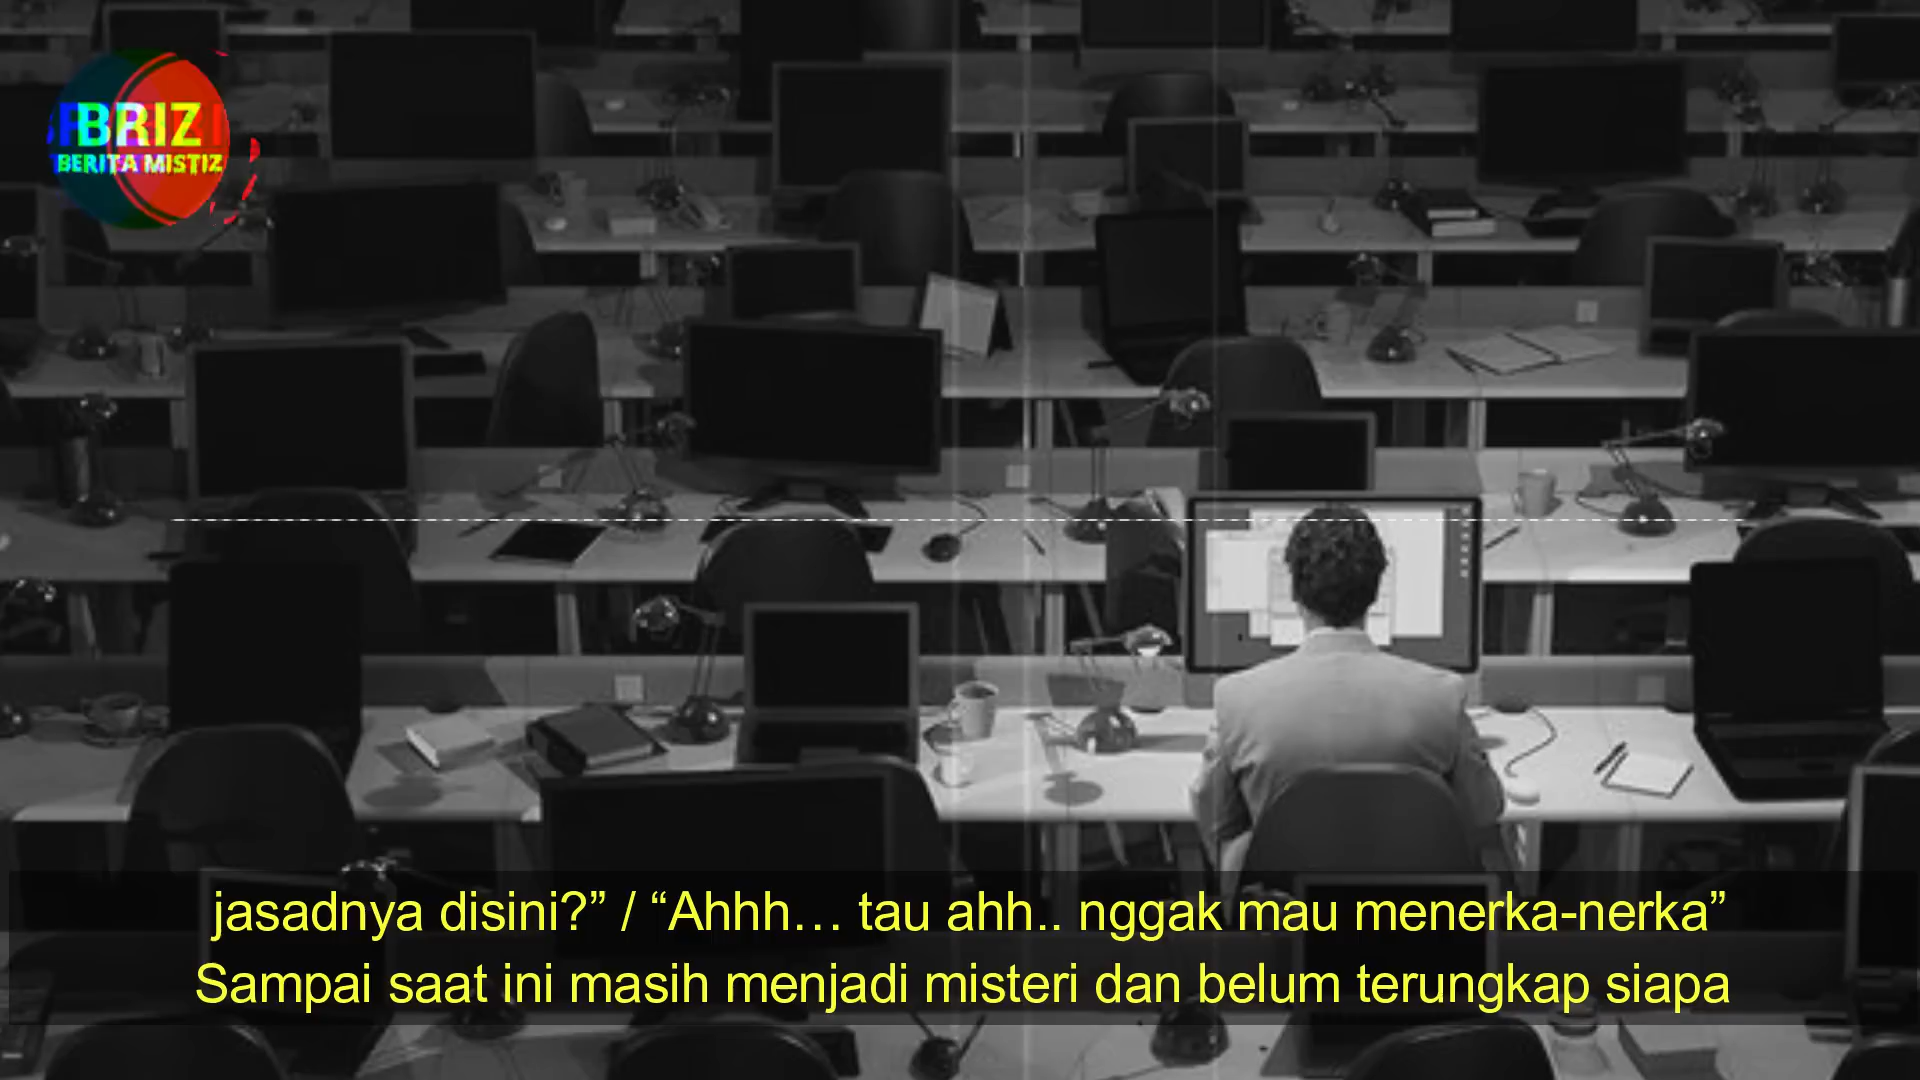 BRIZ
BERITA MISTIZ
jasadnya disini?” / “Ahhh… tau ahh.. nggak mau menerka-nerka”
Sampai saat ini masih menjadi misteri dan belum terungkap siapa